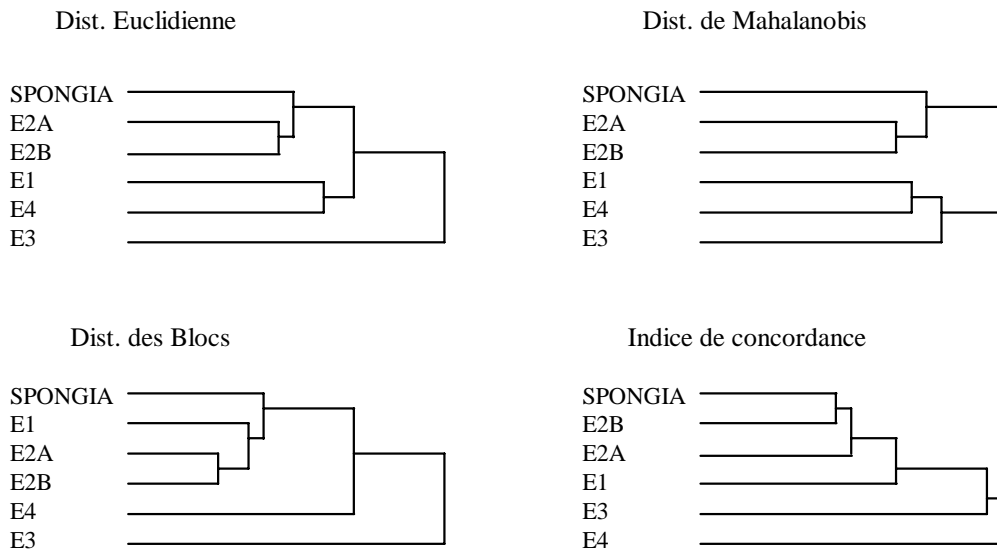 Dist. Euclidienne
SPONGIA
E2A
E2B
E1
E4
E3
Dist. de Mahalanobis
SPONGIA
E2A
E2B
E1
E4
E3
Dist. des Blocs
SPONGIA
E1
E2A
E2B
E4
E3
Indice de concordance
SPONGIA
E2B
E2A
E1
E3
E4